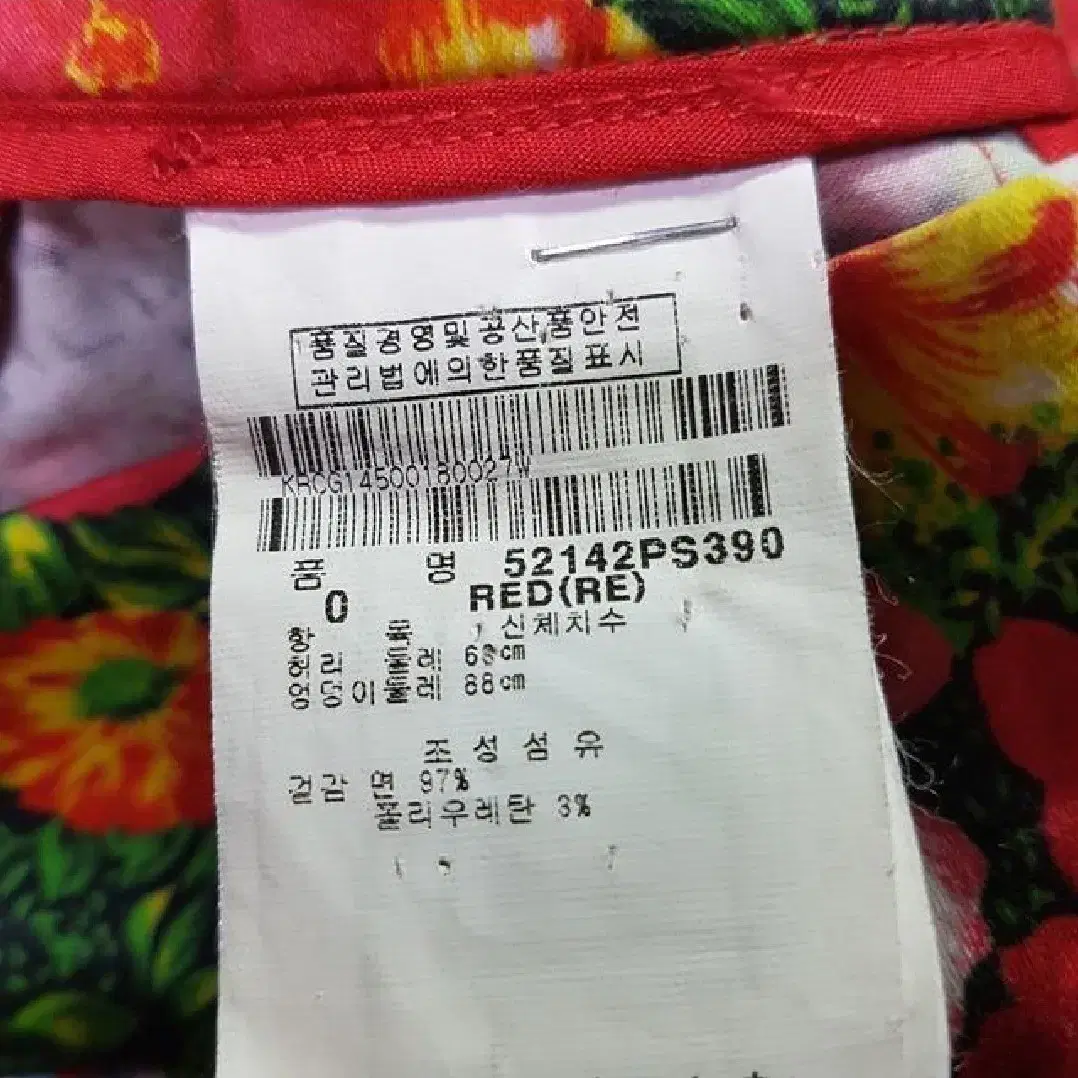 품질경영및공산품안전
관리법에의한품질표시
KRCG14500180027W
품 명 52142PS390
0 RED(RE)
항 목 신체치수
허리 둘레 cm
엉덩이둘레 88cm
조성섬유
겉감 면 97%
폴리우레탄 3%